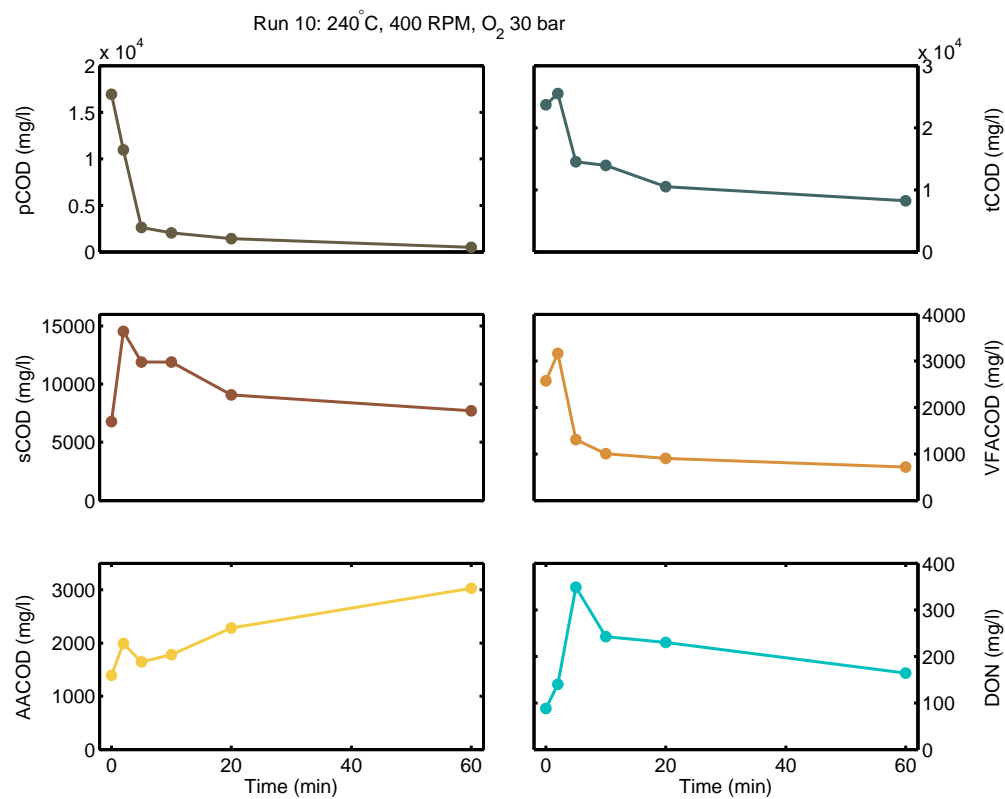 Run 10: 240°C, 400 RPM, O2 30 bar
x 10^4
2
1.5
1
0.5
0
pCOD (mg/l)
x 10^4
3
2
1
0
tCOD (mg/l)
15000
10000
5000
0
sCOD (mg/l)
4000
3000
2000
1000
0
VFACOD (mg/l)
3000
2000
1000
0
AACOD (mg/l)
0 20 40 60
Time (min)
400
300
200
100
0
DON (mg/l)
0 20 40 60
Time (min)